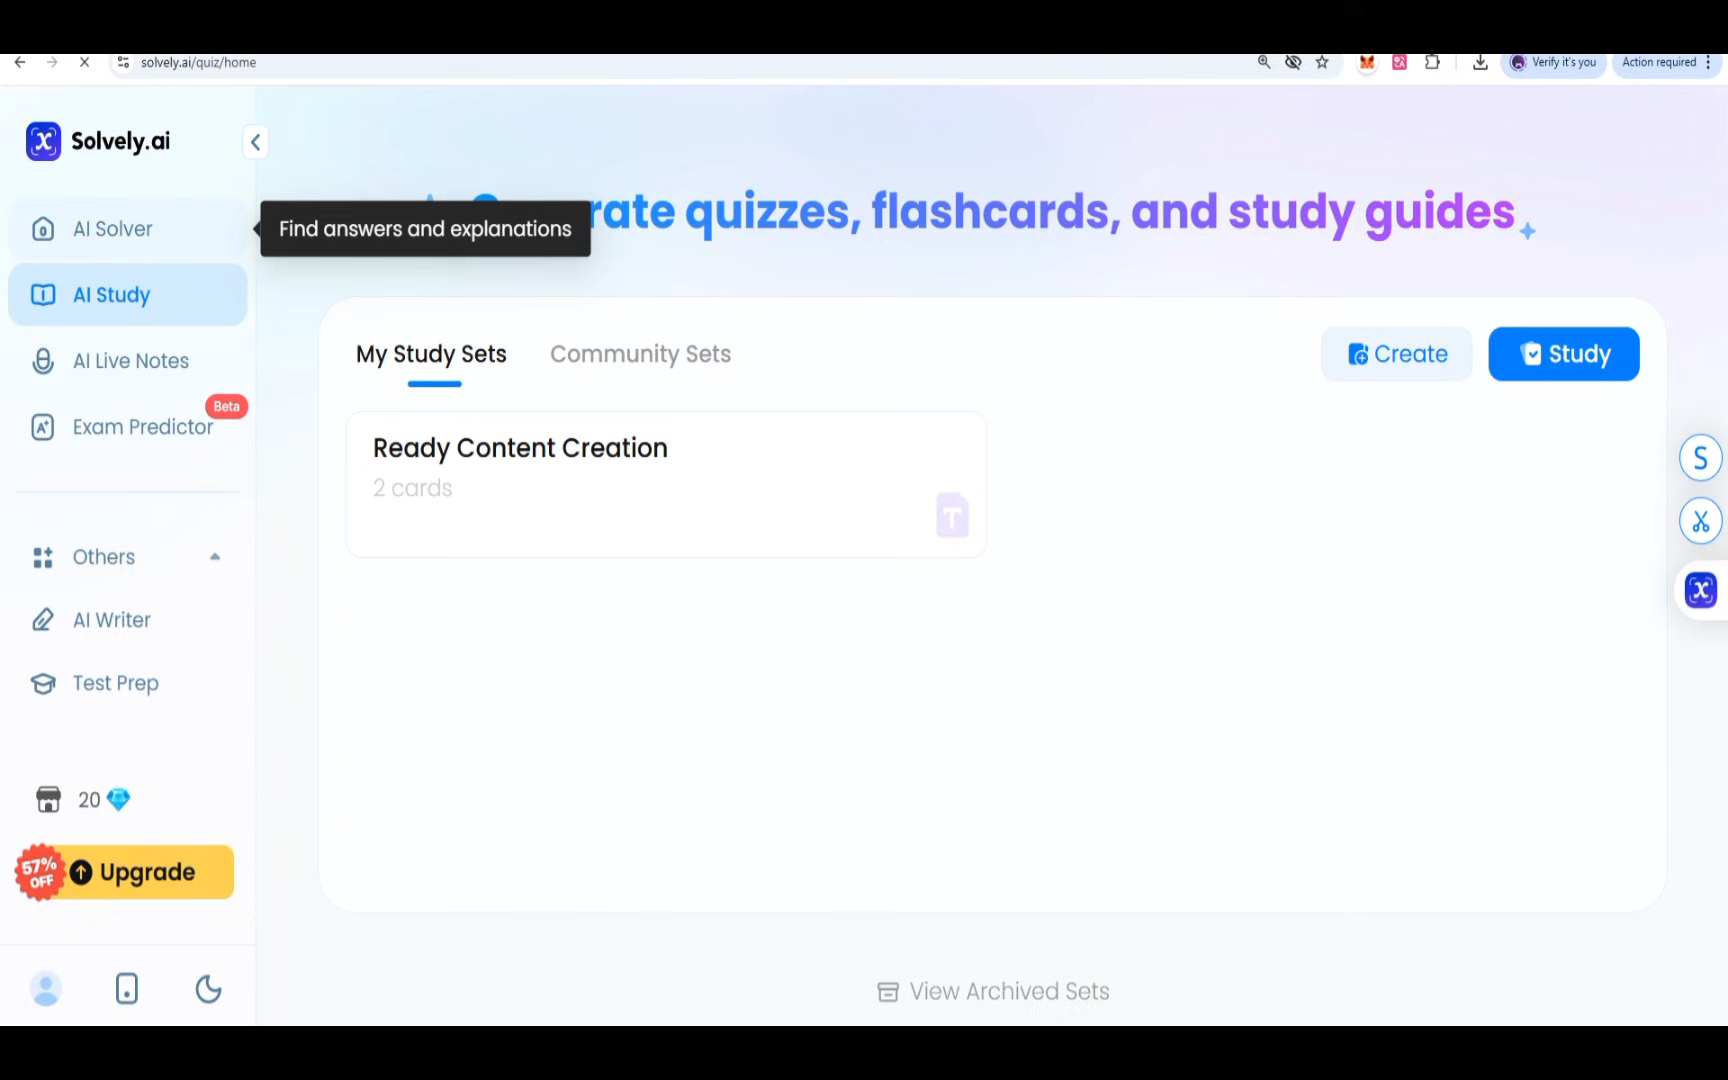 solvely.ai/quiz/home
Verify it's you
Action required
Solvely.ai
AI Solver
Find answers and explanations
rate quizzes, flashcards, and study guides
AI Study
AI Live Notes
Beta
Exam Predictor
My Study Sets
Community Sets
Create
Study
Ready Content Creation
2 cards
T
S
Others
AI Writer
Test Prep
20
57%
OFF
Upgrade
View Archived Sets